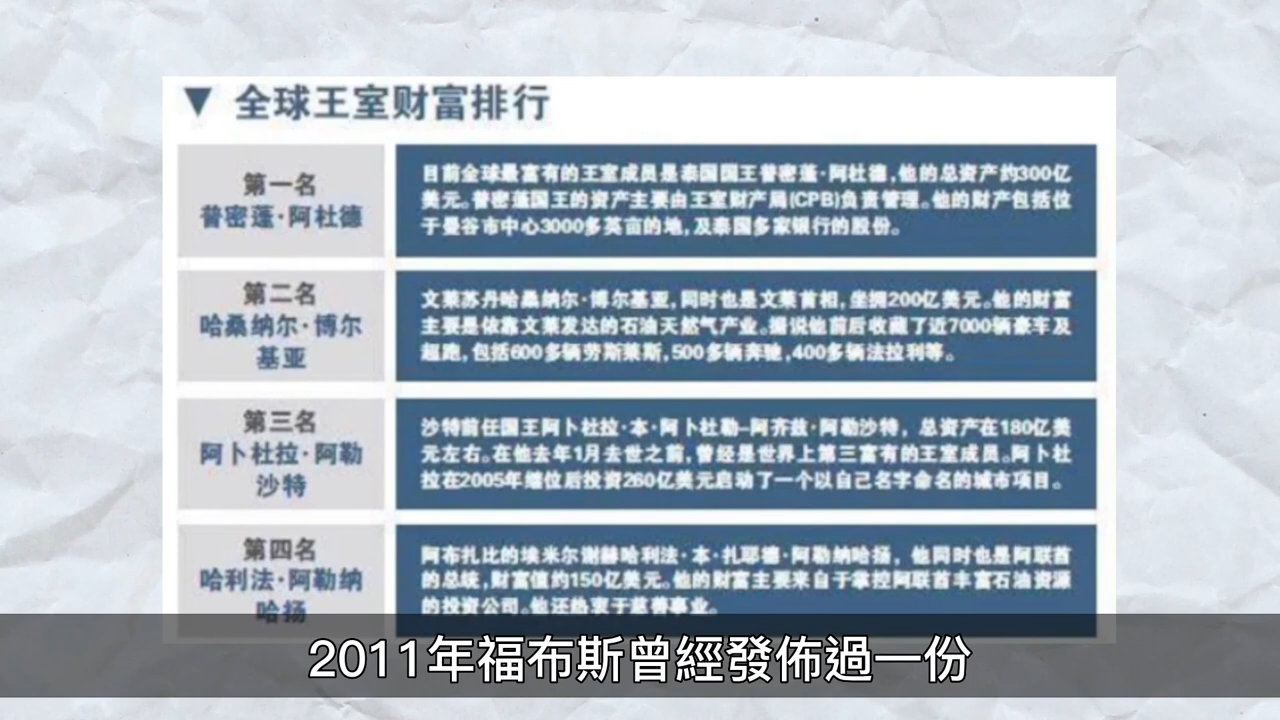 ▼ 全球王室财富排行
第一名
普密蓬·阿杜德
目前全球最富有的王室成员是泰国国王普密蓬·阿杜德,他的总资产约300亿
美元。普密蓬国王的资产主要由王室财产局(CPB)负责管理。他的财产包括位
于曼谷市中心3000多英亩的地,及泰国多家银行的股份。
第二名
哈桑纳尔·博尔
基亚
文莱苏丹哈桑纳尔·博尔基亚,同时也是文莱首相,坐拥200亿美元。他的财富
主要是依靠文莱发达的石油天然气产业。据说他前后收藏了近7000辆豪车及
超跑,包括600多辆劳斯莱斯,500多辆奔驰,400多辆法拉利等。
第三名
阿卜杜拉·阿勒
沙特
沙特前任国王阿卜杜拉·本·阿卜杜勒-阿齐兹·阿勒沙特，总资产在180亿美
元左右。在他去年1月去世之前,曾经是世界上第三富有的王室成员。阿卜杜
拉在2005年继位后投资260亿美元启动了一个以自己名字命名的城市项目。
第四名
哈利法·阿勒纳
哈扬
阿布扎比的埃米尔谢赫哈利法·本·扎耶德·阿勒纳哈扬，他同时也是阿联酋
的总统,财富值约150亿美元。他的财富主要来自于掌控阿联酋丰富石油资源
的投资公司。他还热衷于慈善事业。
2011年福布斯曾經發佈過一份